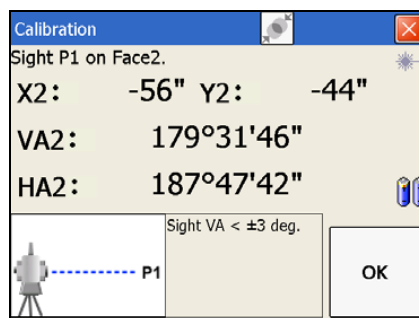 Calibration
Sight P1 on Face2.
X2: -56" Y2: -44"
VA2: 179°31'46"
HA2: 187°47'42"
Sight VA < ±3 deg.
P1
OK